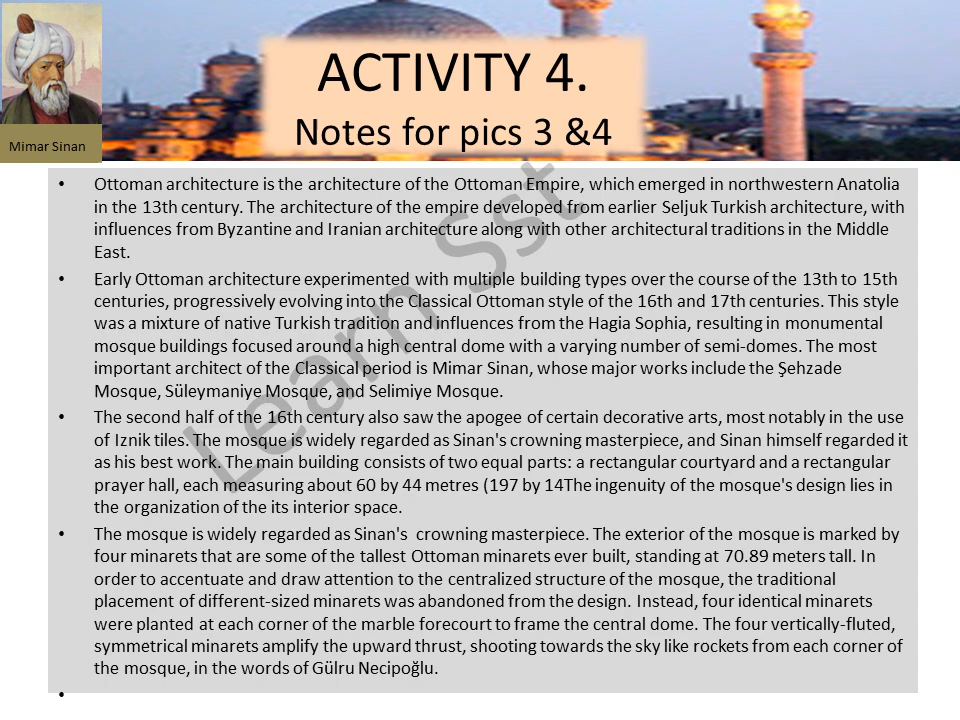 ACTIVITY 4.
Notes for pics 3 &4
Mimar Sinan
• Ottoman architecture is the architecture of the Ottoman Empire, which emerged in northwestern Anatolia
in the 13th century. The architecture of the empire developed from earlier Seljuk Turkish architecture, with
influences from Byzantine and Iranian architecture along with other architectural traditions in the Middle
East.
• Early Ottoman architecture experimented with multiple building types over the course of the 13th to 15th
centuries, progressively evolving into the Classical Ottoman style of the 16th and 17th centuries. This style
was a mixture of native Turkish tradition and influences from the Hagia Sophia, resulting in monumental
mosque buildings focused around a high central dome with a varying number of semi-domes. The most
important architect of the Classical period is Mimar Sinan, whose major works include the Şehzade
Mosque, Süleymaniye Mosque, and Selimiye Mosque.
• The second half of the 16th century also saw the apogee of certain decorative arts, most notably in the use
of Iznik tiles. The mosque is widely regarded as Sinan's crowning masterpiece, and Sinan himself regarded it
as his best work. The main building consists of two equal parts: a rectangular courtyard and a rectangular
prayer hall, each measuring about 60 by 44 metres (197 by 14The ingenuity of the mosque's design lies in
the organization of the its interior space.
• The mosque is widely regarded as Sinan's crowning masterpiece. The exterior of the mosque is marked by
four minarets that are some of the tallest Ottoman minarets ever built, standing at 70.89 meters tall. In
order to accentuate and draw attention to the centralized structure of the mosque, the traditional
placement of different-sized minarets was abandoned from the design. Instead, four identical minarets
were planted at each corner of the marble forecourt to frame the central dome. The four vertically-fluted,
symmetrical minarets amplify the upward thrust, shooting towards the sky like rockets from each corner of
the mosque, in the words of Gülru Necipoğlu.
•
Learn Sst